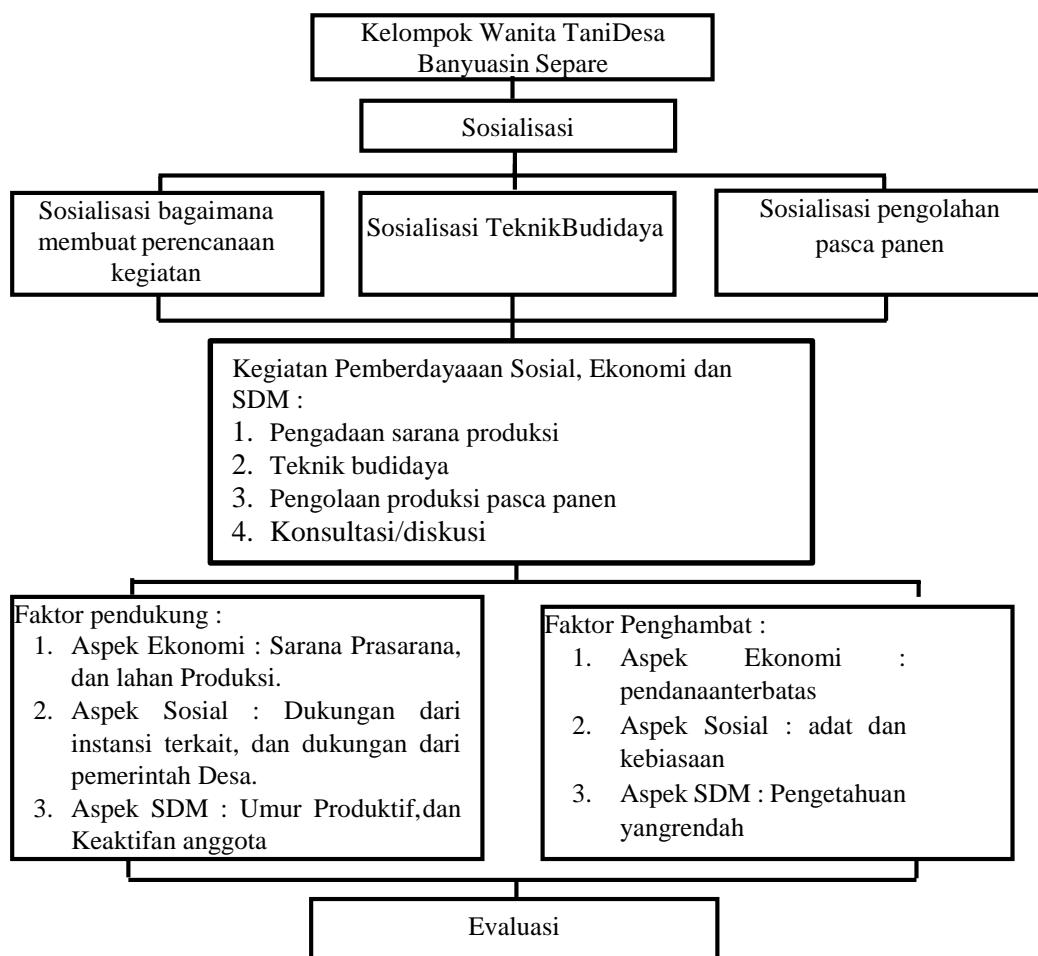 Kelompok Wanita TaniDesa
Banyuasin Separe
Sosialisasi
Sosialisasi bagaimana
membuat perencanaan
kegiatan
Sosialisasi TeknikBudidaya
Sosialisasi pengolahan
pasca panen
Kegiatan Pemberdayaaan Sosial, Ekonomi dan
SDM :
1. Pengadaan sarana produksi
2. Teknik budidaya
3. Pengolaan produksi pasca panen
4. Konsultasi/diskusi
Faktor pendukung :
1. Aspek Ekonomi : Sarana Prasarana,
dan lahan Produksi.
2. Aspek Sosial : Dukungan dari
instansi terkait, dan dukungan dari
pemerintah Desa.
3. Aspek SDM : Umur Produktif,dan
Keaktifan anggota
Faktor Penghambat :
1. Aspek Ekonomi :
pendanaanterbatas
2. Aspek Sosial : adat dan
kebiasaan
3. Aspek SDM : Pengetahuan
yangrendah
Evaluasi